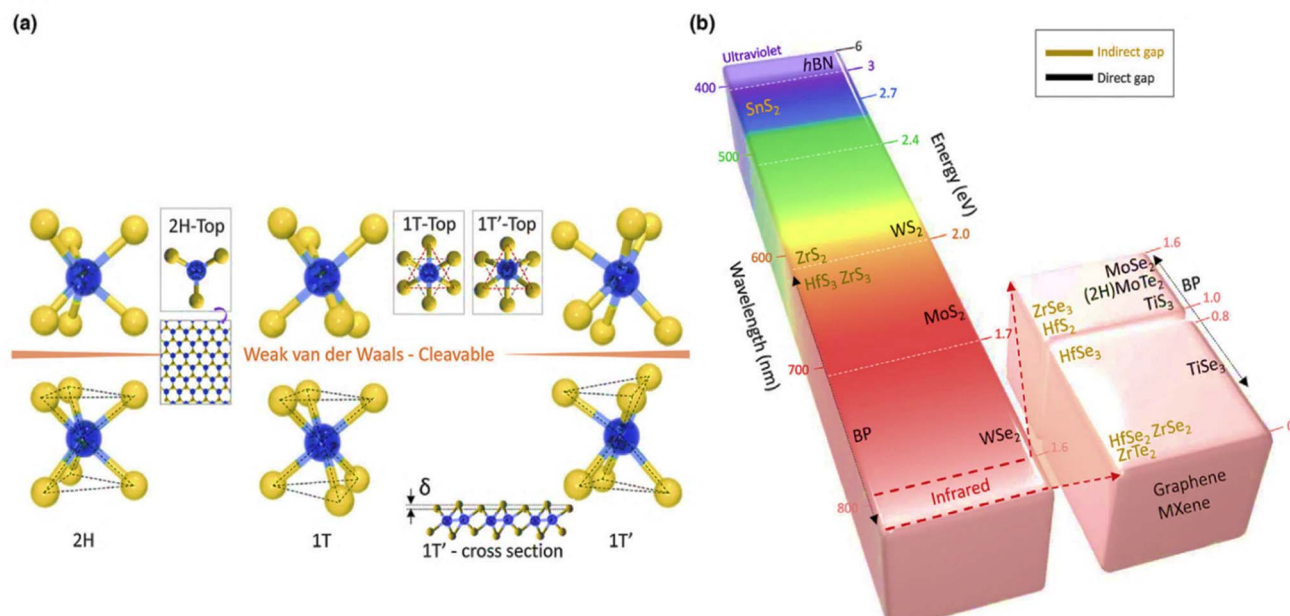 (a)
2H-Top
1T-Top
1T’-Top
Weak van der Waals - Cleavable
δ
2H
1T
1T’ - cross section
1T’
(b)
Indirect gap
Direct gap
Ultraviolet
6
hBN
3
400
SnS₂
2.7
500
2.4
Energy (eV)
WS₂
2.0
600
ZrS₂
HfS₃ ZrS₃
Wavelength (nm)
MoS₂
1.7
700
BP
WSe₂
1.6
Infrared
800
1.6
MoSe₂
(2H)MoTe₂
BP
TiS₃
1.0
ZrSe₃
HfS₂
0.8
HfSe₃
TiSe₃
HfSe₂ ZrSe₂
ZrTe₂
Graphene
MXene